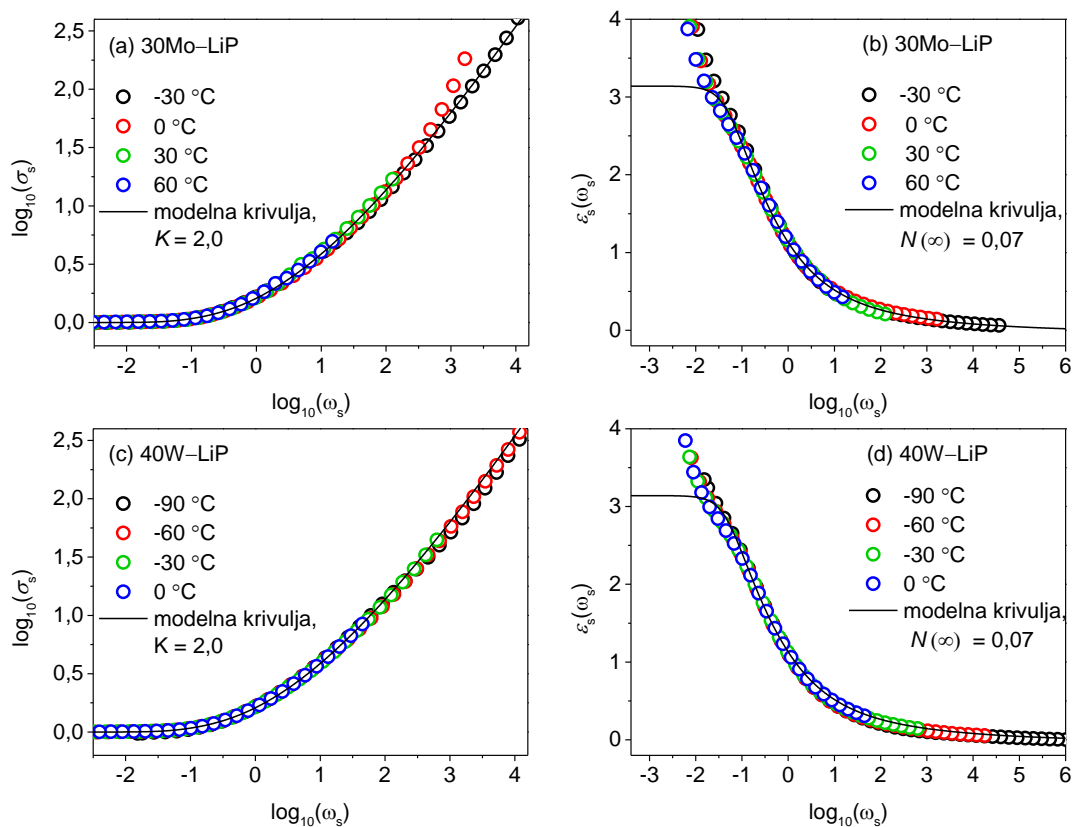 (a) 30Mo–LiP
-30 °C
0 °C
30 °C
60 °C
modelna krivulja,
K = 2,0
log10(σs)
2,5
2,0
1,5
1,0
0,5
0,0
-2 -1 0 1 2 3 4
log10(ωs)
(b) 30Mo–LiP
-30 °C
0 °C
30 °C
60 °C
modelna krivulja,
N(∞) = 0,07
εs(ωs)
4
3
2
1
0
-3 -2 -1 0 1 2 3 4 5 6
log10(ωs)
(c) 40W–LiP
-90 °C
-60 °C
-30 °C
0 °C
modelna krivulja,
K = 2,0
log10(σs)
2,5
2,0
1,5
1,0
0,5
0,0
-2 -1 0 1 2 3 4
log10(ωs)
(d) 40W–LiP
-90 °C
-60 °C
-30 °C
0 °C
modelna krivulja,
N(∞) = 0,07
εs(ωs)
4
3
2
1
0
-3 -2 -1 0 1 2 3 4 5 6
log10(ωs)